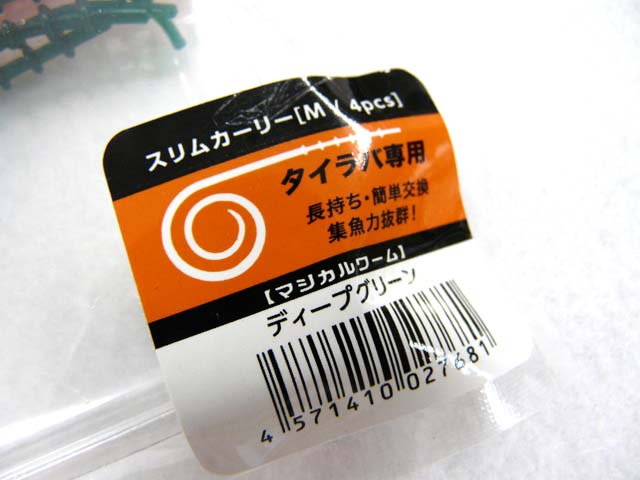 スリムカーリー[M / 4pcs]
タイラバ専用
長持ち・簡単交換
集魚力抜群!
【マジカルワーム】
ディープグリーン
4 571410 027681